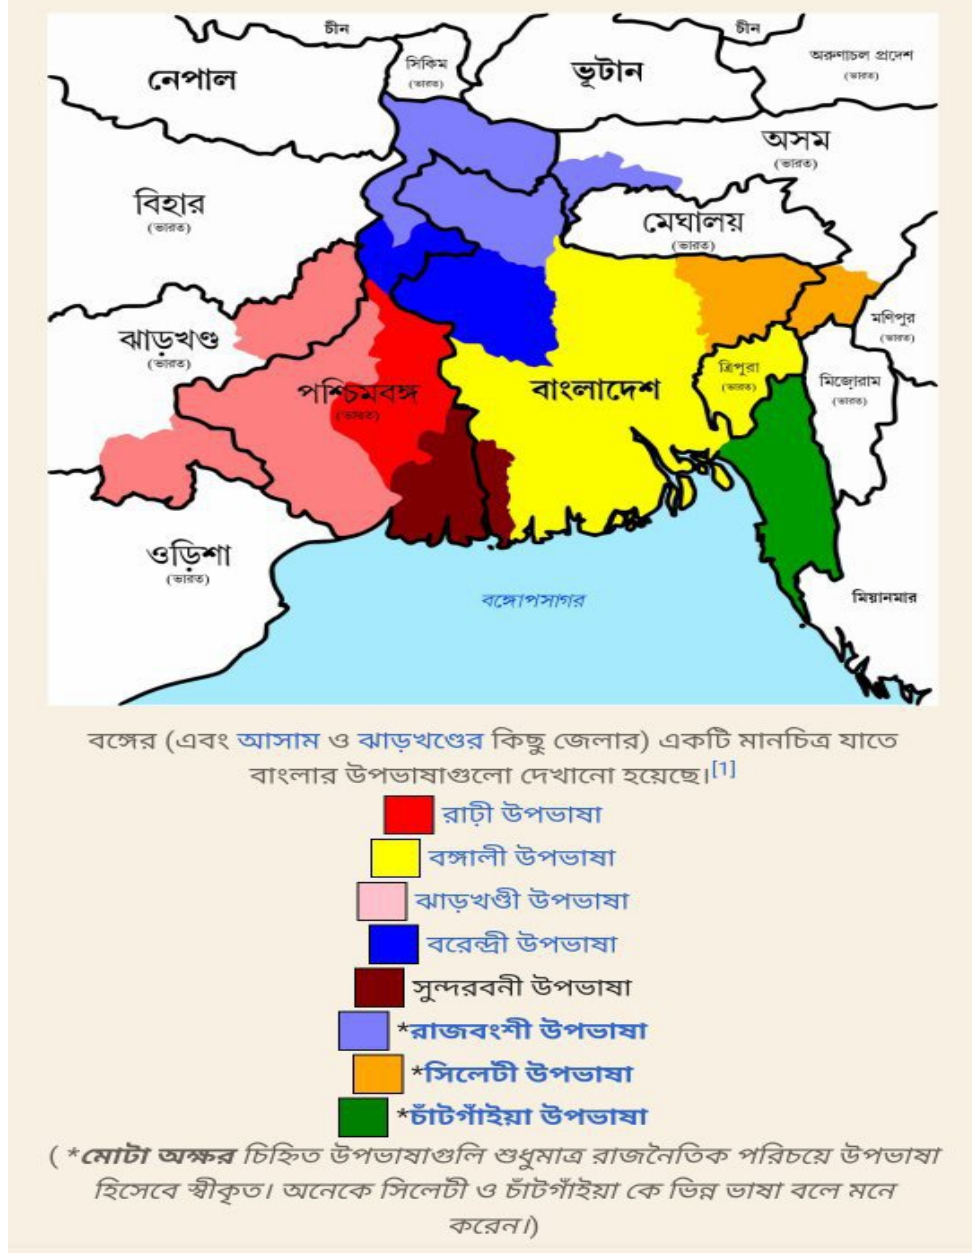 চীন
চীন
নেপাল
সিকিম
(ভারত)
ভূটান
অরুণাচল প্রদেশ
(ভারত)
অসম
(ভারত)
বিহার
(ভারত)
মেঘালয়
(ভারত)
ঝাড়খণ্ড
(ভারত)
মণিপুর
(ভারত)
ত্রিপুরা
(ভারত)
মিজোরাম
(ভারত)
পশ্চিমবঙ্গ
(ভারত)
বাংলাদেশ
ওড়িশা
(ভারত)
বঙ্গোপসাগর
মিয়ানমার
বঙ্গের (এবং আসাম ও ঝাড়খণ্ডের কিছু জেলার) একটি মানচিত্র যাতে
বাংলার উপভাষাগুলো দেখানো হয়েছে।[1]
রাঢ়ী উপভাষা
বঙ্গালী উপভাষা
ঝাড়খণ্ডী উপভাষা
বরেন্দ্রী উপভাষা
সুন্দরবনী উপভাষা
*রাজবংশী উপভাষা
*সিলেটী উপভাষা
*চাঁটগাঁইয়া উপভাষা
( *মোটা অক্ষর চিহ্নিত উপভাষাগুলি শুধুমাত্র রাজনৈতিক পরিচয়ে উপভাষা
হিসেবে স্বীকৃত। অনেকে সিলেটী ও চাঁটগাঁইয়া কে ভিন্ন ভাষা বলে মনে
করেন।)